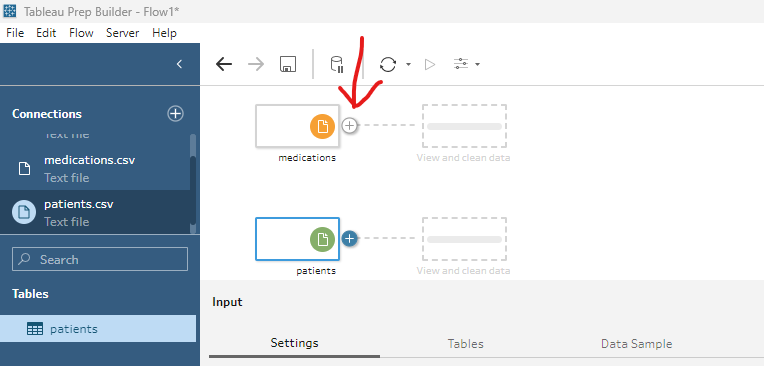 Tableau Prep Builder - Flow1*
File Edit Flow Server Help
Connections
Text file
medications.csv
Text file
patients.csv
Text file
Search
Tables
patients
medications
View and clean data
patients
View and clean data
Input
Settings Tables Data Sample